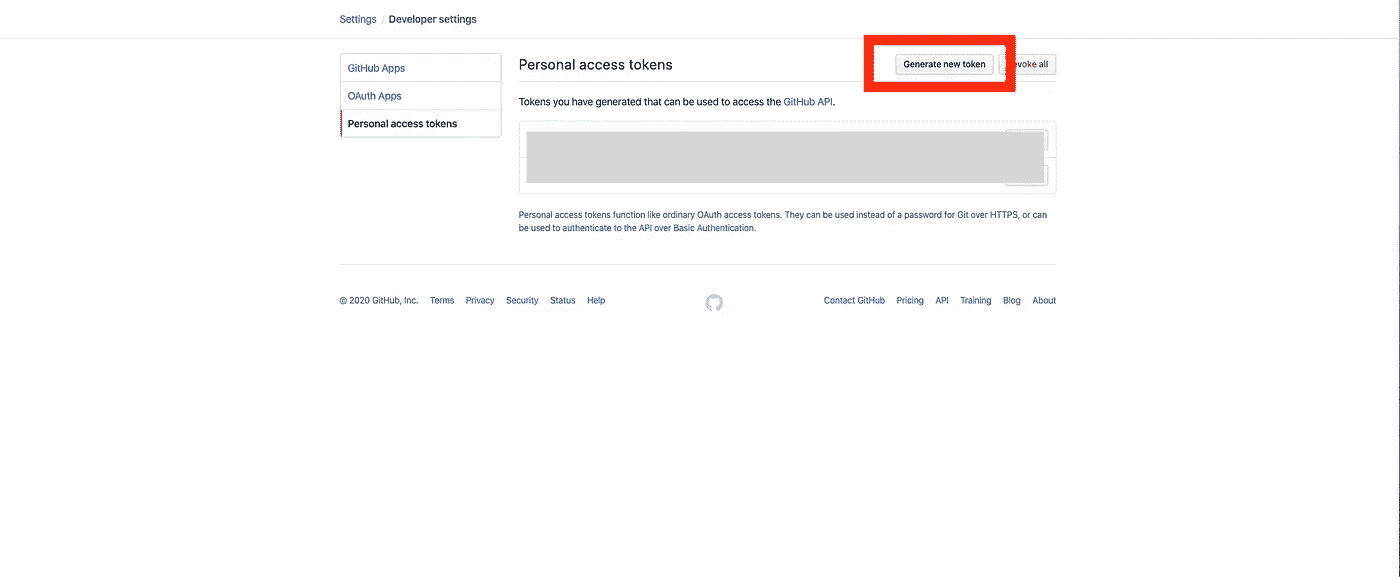 Settings / Developer settings
GitHub Apps
OAuth Apps
Personal access tokens
Personal access tokens
Generate new token
Tokens you have generated that can be used to access the GitHub API.
Personal access tokens function like ordinary OAuth access tokens. They can be used instead of a password for Git over HTTPS, or can
be used to authenticate to the API over Basic Authentication.
© 2020 GitHub, Inc. Terms Privacy Security Status Help
Contact GitHub Pricing API Training Blog About